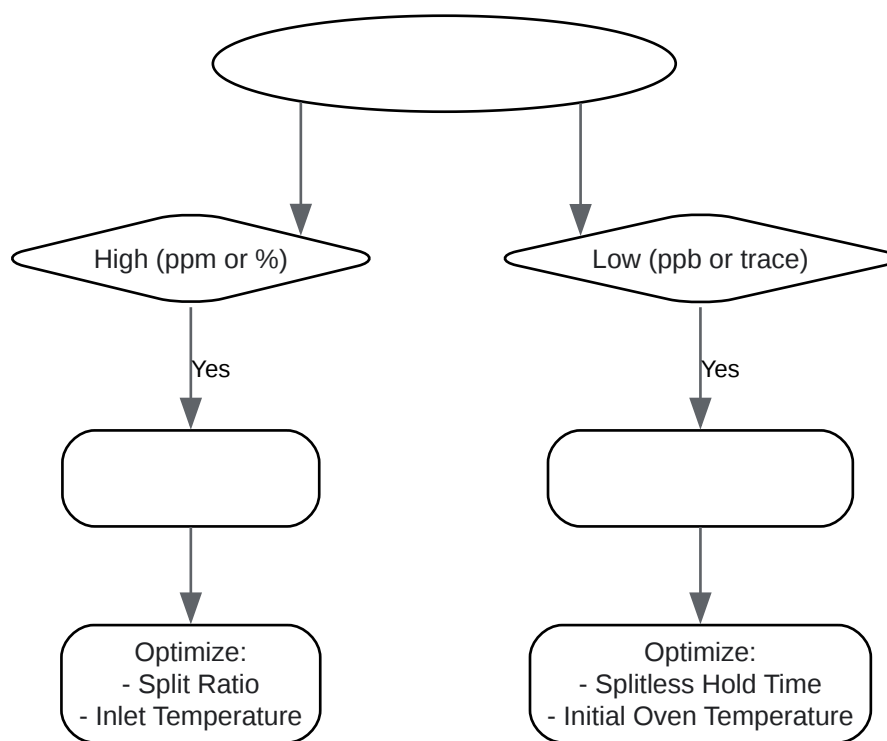 High (ppm or %)
Low (ppb or trace)
Yes
Yes
Optimize:
- Split Ratio
- Inlet Temperature
Optimize:
- Splitless Hold Time
- Initial Oven Temperature